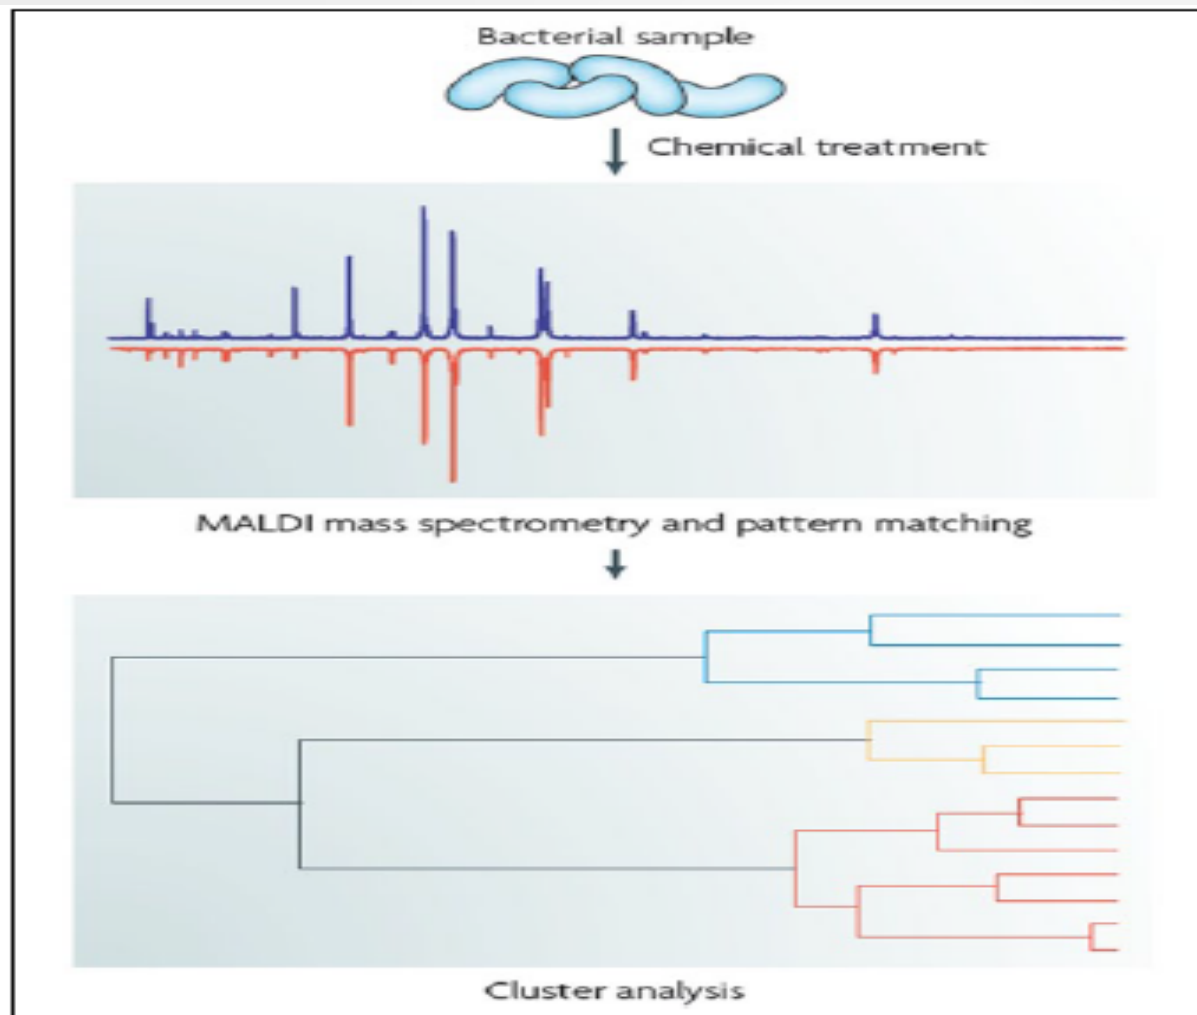 Bacterial sample
Chemical treatment
MALDI mass spectrometry and pattern matching
Cluster analysis